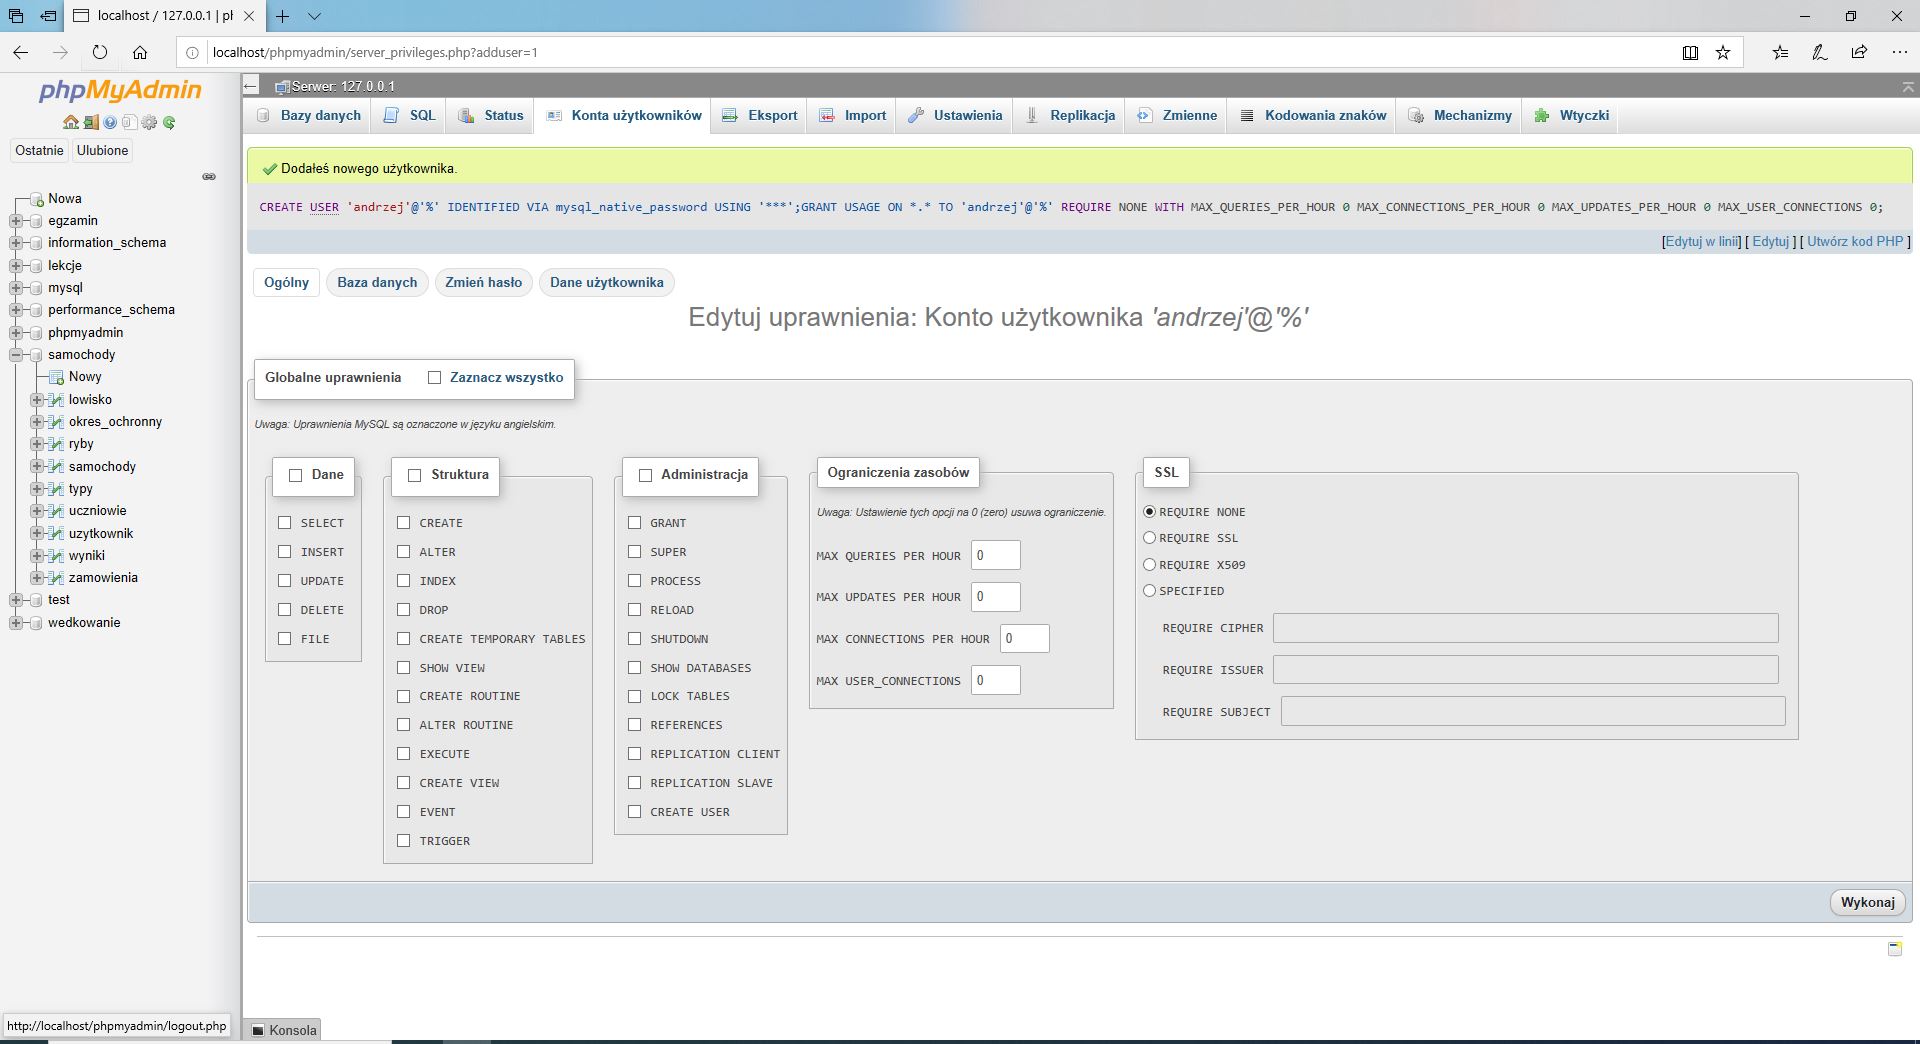 localhost / 127.0.0.1 | pl
localhost/phpmyadmin/server_privileges.php?adduser=1
phpMyAdmin
Ostatnie
Ulubione
Nowa
egzamin
information_schema
lekcje
mysql
performance_schema
phpmyadmin
samochody
Nowy
lowisko
okres_ochronny
ryby
samochody
typy
uczniowie
uzytkownik
wyniki
zamowienia
test
wedkowanie
http://localhost/phpmyadmin/logout.php
Serwer: 127.0.0.1
Bazy danych
SQL
Status
Konta użytkowników
Eksport
Import
Ustawienia
Replikacja
Zmienne
Kodowania znaków
Mechanizmy
Wtyczki
Dodałeś nowego użytkownika.
CREATE USER 'andrzej'@'%' IDENTIFIED VIA mysql_native_password USING '***';GRANT USAGE ON *.* TO 'andrzej'@'%' REQUIRE NONE WITH MAX_QUERIES_PER_HOUR 0 MAX_CONNECTIONS_PER_HOUR 0 MAX_UPDATES_PER_HOUR 0 MAX_USER_CONNECTIONS 0;
[Edytuj w linii] [ Edytuj ] [ Utwórz kod PHP ]
Ogólny
Baza danych
Zmień hasło
Dane użytkownika
Edytuj uprawnienia: Konto użytkownika 'andrzej'@'%'
Globalne uprawnienia
Zaznacz wszystko
Uwaga: Uprawnienia MySQL są oznaczone w języku angielskim.
Dane
SELECT
INSERT
UPDATE
DELETE
FILE
Struktura
CREATE
ALTER
INDEX
DROP
CREATE TEMPORARY TABLES
SHOW VIEW
CREATE ROUTINE
ALTER ROUTINE
EXECUTE
CREATE VIEW
EVENT
TRIGGER
Administracja
GRANT
SUPER
PROCESS
RELOAD
SHUTDOWN
SHOW DATABASES
LOCK TABLES
REFERENCES
REPLICATION CLIENT
REPLICATION SLAVE
CREATE USER
Ograniczenia zasobów
Uwaga: Ustawienie tych opcji na 0 (zero) usuwa ograniczenie.
MAX QUERIES PER HOUR 0
MAX UPDATES PER HOUR 0
MAX CONNECTIONS PER HOUR 0
MAX USER_CONNECTIONS 0
SSL
REQUIRE NONE
REQUIRE SSL
REQUIRE X509
SPECIFIED
REQUIRE CIPHER
REQUIRE ISSUER
REQUIRE SUBJECT
Wykonaj
Konsola